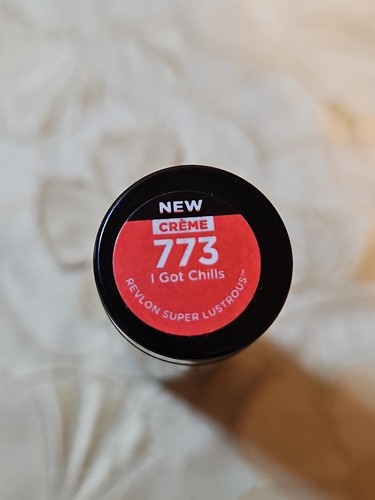 NEW
CRÈME
773
I Got Chills
REVLON SUPER LUSTROUS™